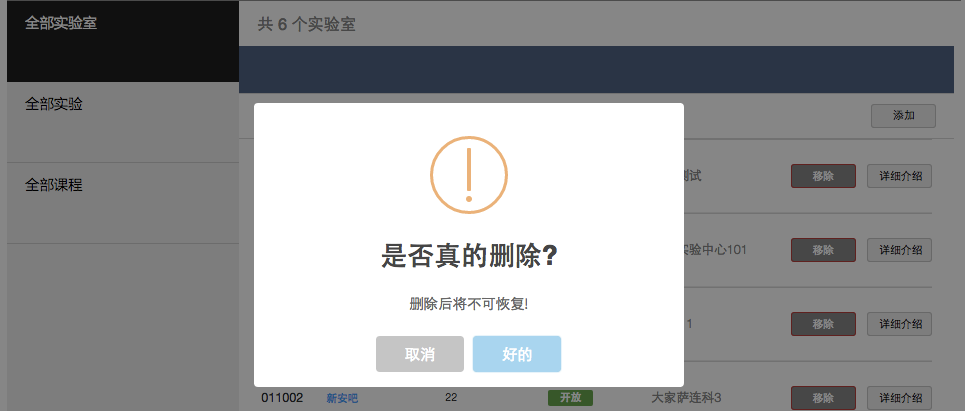 全部实验室
共 6 个实验室
全部实验
添加
全部课程
测试
移除
详细介绍
是否真的删除?
实验中心101
移除
详细介绍
删除后将不可恢复!
1
移除
详细介绍
取消
好的
011002
新安吧
22
开放
大家萨连科3
移除
详细介绍